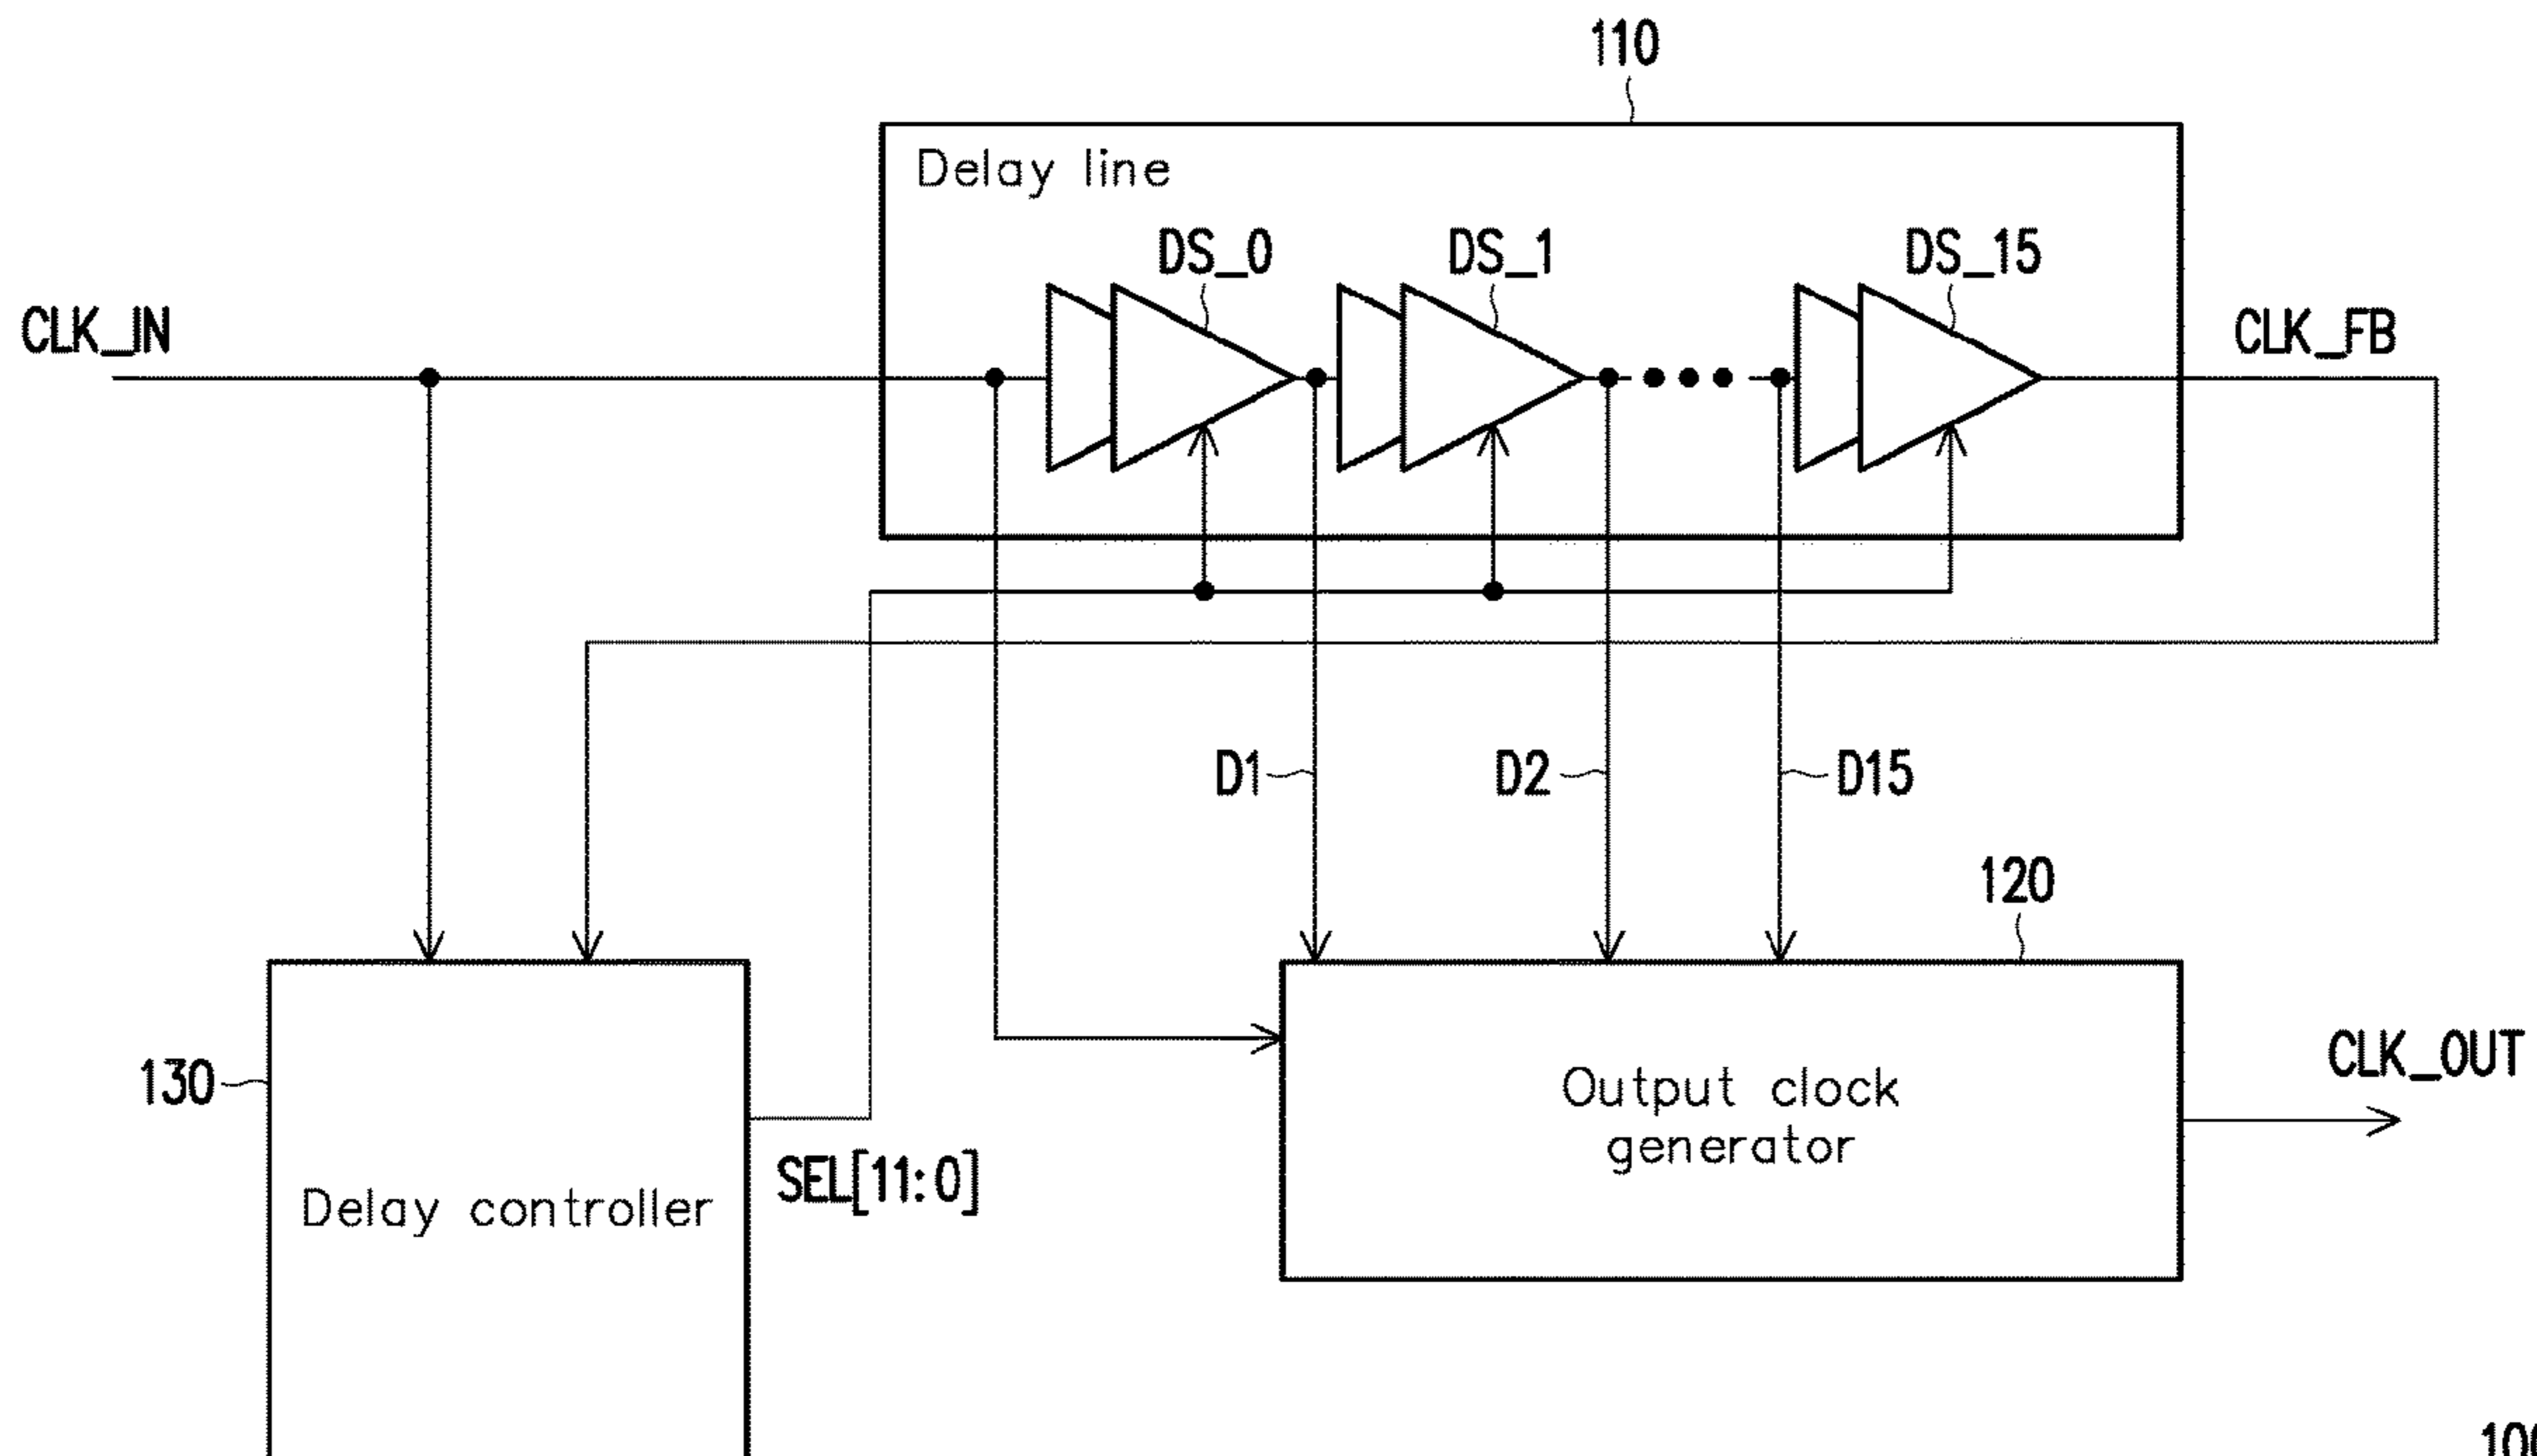 110
Delay line
DS_0
DS_1
DS_15
CLK_IN
CLK_FB
D1
D2
D15
120
130
CLK_OUT
Output clock
generator
SEL[11:0]
Delay controller